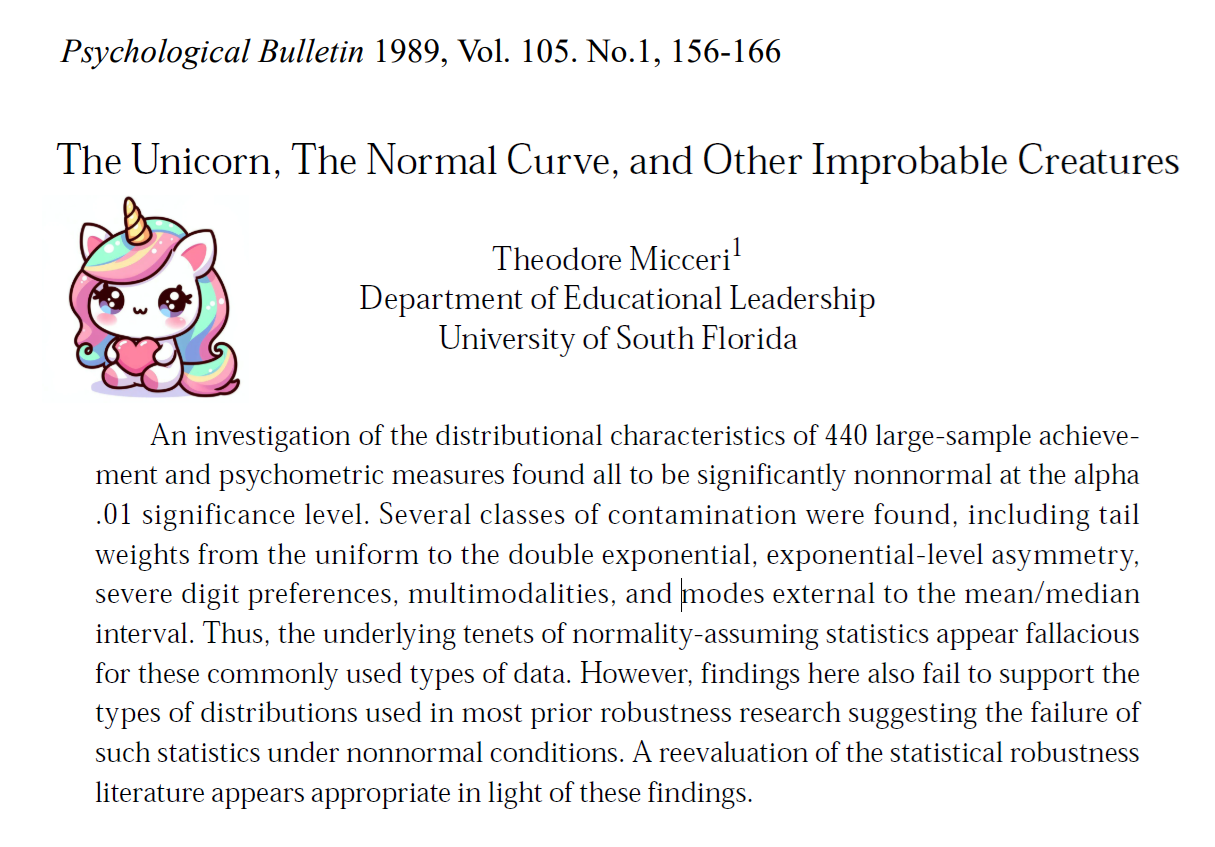 Psychological Bulletin 1989, Vol. 105. No.1, 156-166
The Unicorn, The Normal Curve, and Other Improbable Creatures
Theodore Micceri1
Department of Educational Leadership
University of South Florida
An investigation of the distributional characteristics of 440 large-sample achieve-
ment and psychometric measures found all to be significantly nonnormal at the alpha
.01 significance level. Several classes of contamination were found, including tail
weights from the uniform to the double exponential, exponential-level asymmetry,
severe digit preferences, multimodalities, and modes external to the mean/median
interval. Thus, the underlying tenets of normality-assuming statistics appear fallacious
for these commonly used types of data. However, findings here also fail to support the
types of distributions used in most prior robustness research suggesting the failure of
such statistics under nonnormal conditions. A reevaluation of the statistical robustness
literature appears appropriate in light of these findings.